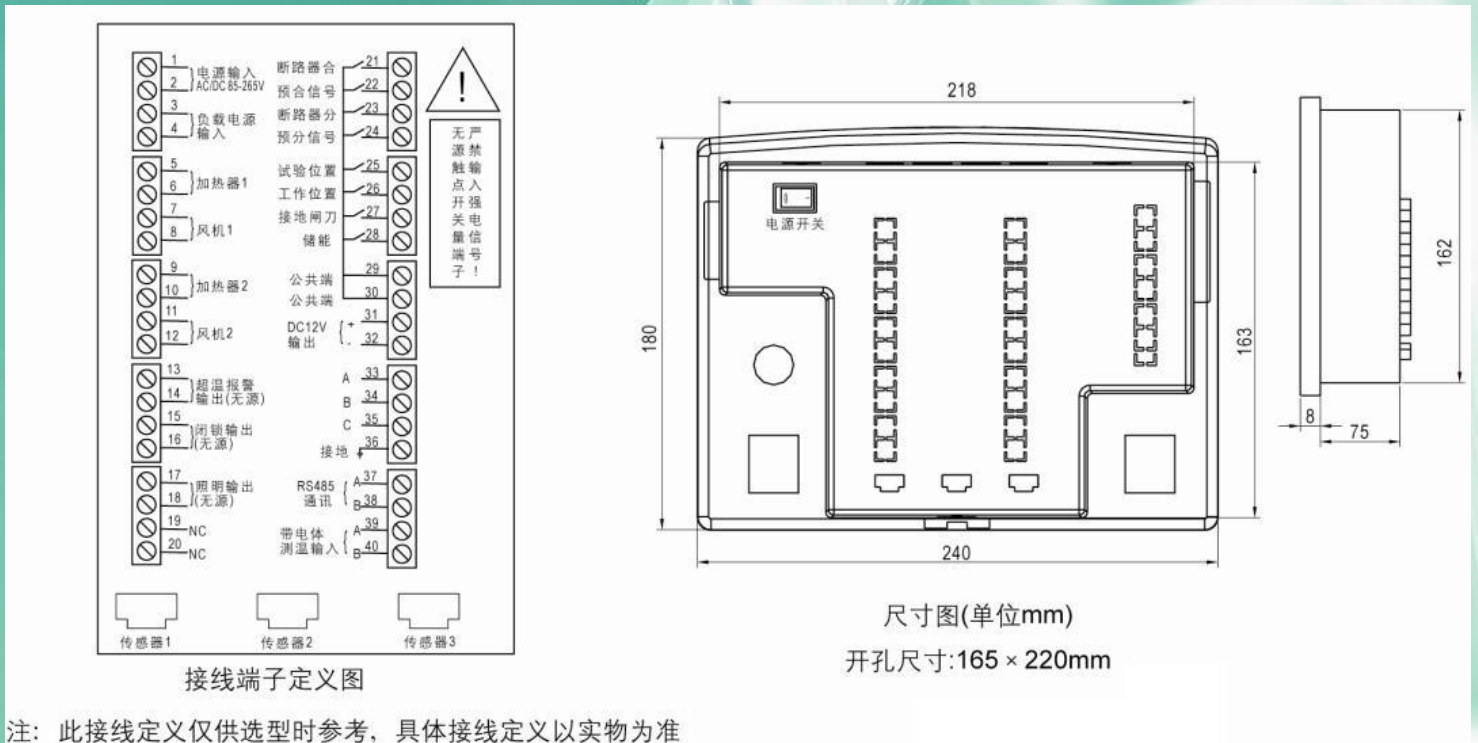 1
2
电源输入
AC/DC 85-265V
3
4
负载电源
输入
5
6
加热器1
7
8
风机1
9
10
加热器2
11
12
风机2
13
14
超温报警
输出(无源)
15
16
闭锁输出
(无源)
17
18
照明输出
(无源)
19
NC
20
NC
断路器合 21
预合信号 22
断路器分 23
预分信号 24
试验位置 25
工作位置 26
接地闸刀 27
储能 28
公共端 29
公共端 30
DC12V
输出
+ 31
- 32
A 33
B 34
C 35
接地 36
RS485
通讯
A 37
B 38
带电体
测温输入
A 39
B 40
!
严禁输入强电信号!
无源触点开关量端子
传感器1
传感器2
传感器3
接线端子定义图
218
电源开关
180
163
240
162
8
75
尺寸图(单位mm)
开孔尺寸:165 × 220mm
注: 此接线定义仅供选型时参考, 具体接线定义以实物为准